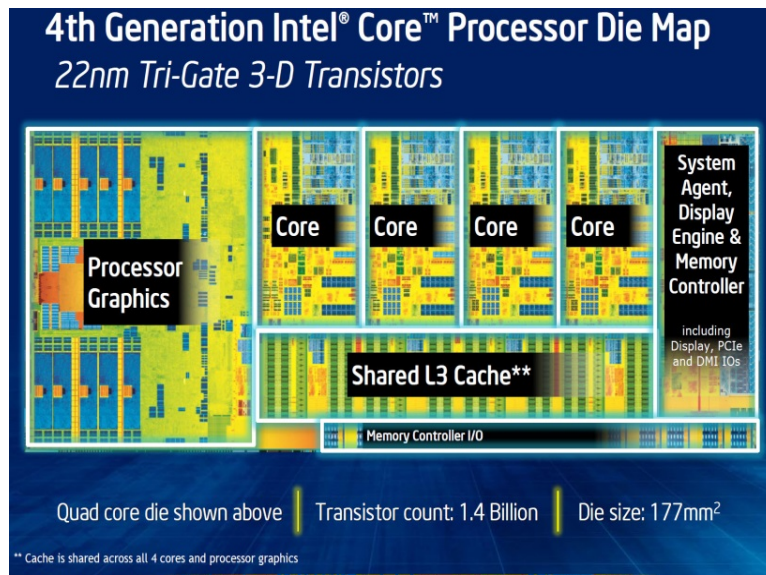 4th Generation Intel® Core™ Processor Die Map
22nm Tri-Gate 3-D Transistors
Processor
Graphics
Core
Core
Core
Core
System
Agent,
Display
Engine &
Memory
Controller
including
Display, PCIe
and DMI IOs
Shared L3 Cache**
Memory Controller I/O
Quad core die shown above
Transistor count: 1.4 Billion
Die size: 177mm²
** Cache is shared across all 4 cores and processor graphics